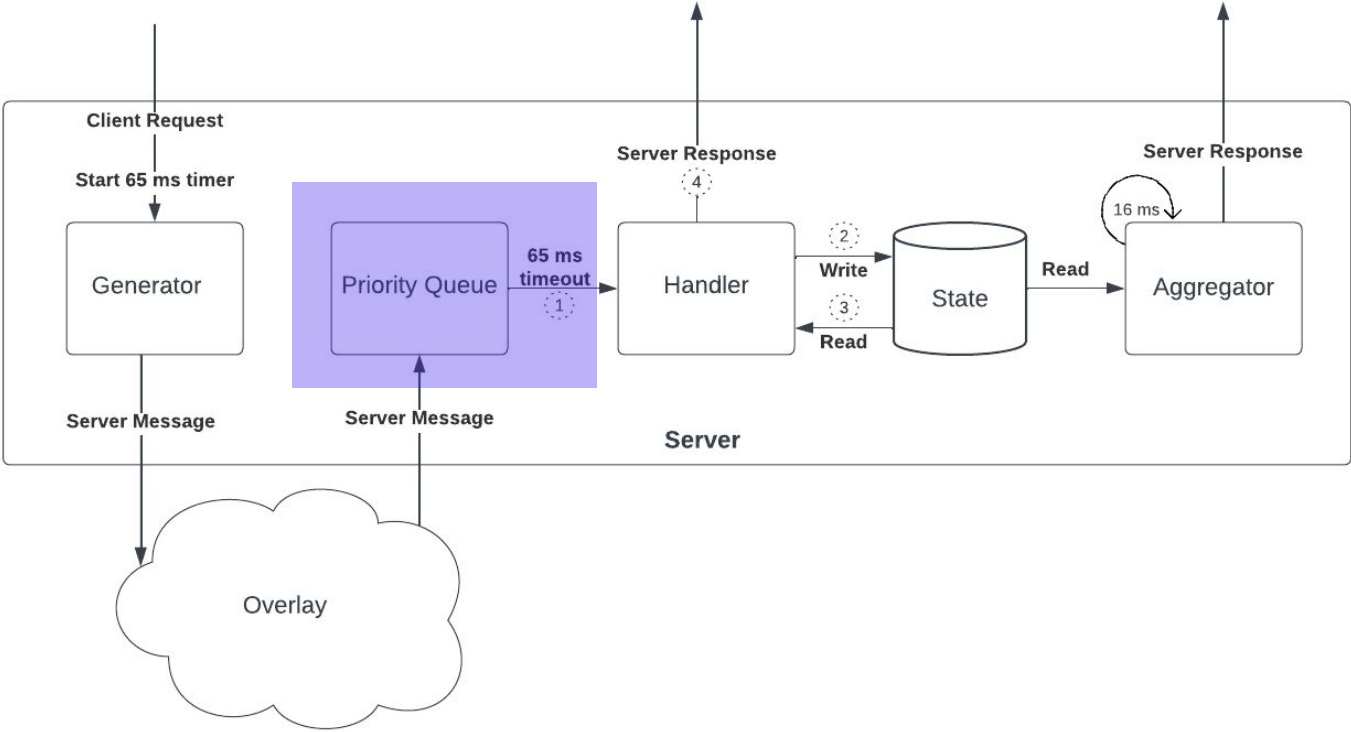 Client Request
Start 65 ms timer
Generator
Server Message
Priority Queue
65 ms
timeout
1
Server Message
Server Response
4
Handler
2
Write
3
Read
State
Read
Server Response
16 ms
Aggregator
Server
Overlay